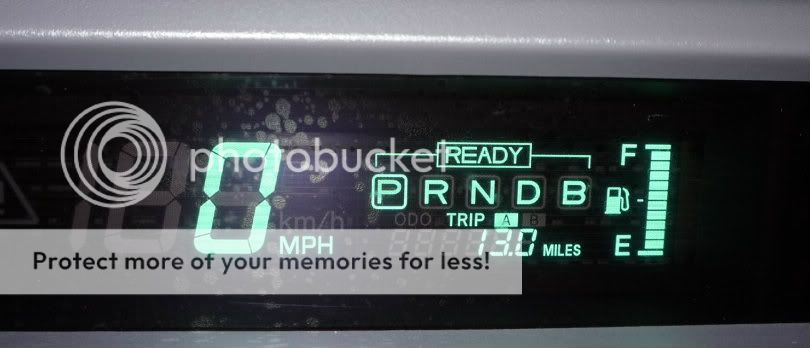 photobucket
READY
F
P R N D B
ODO TRIP A B
0 km/h
MPH
13.0 MILES
E
Protect more of your memories for less!